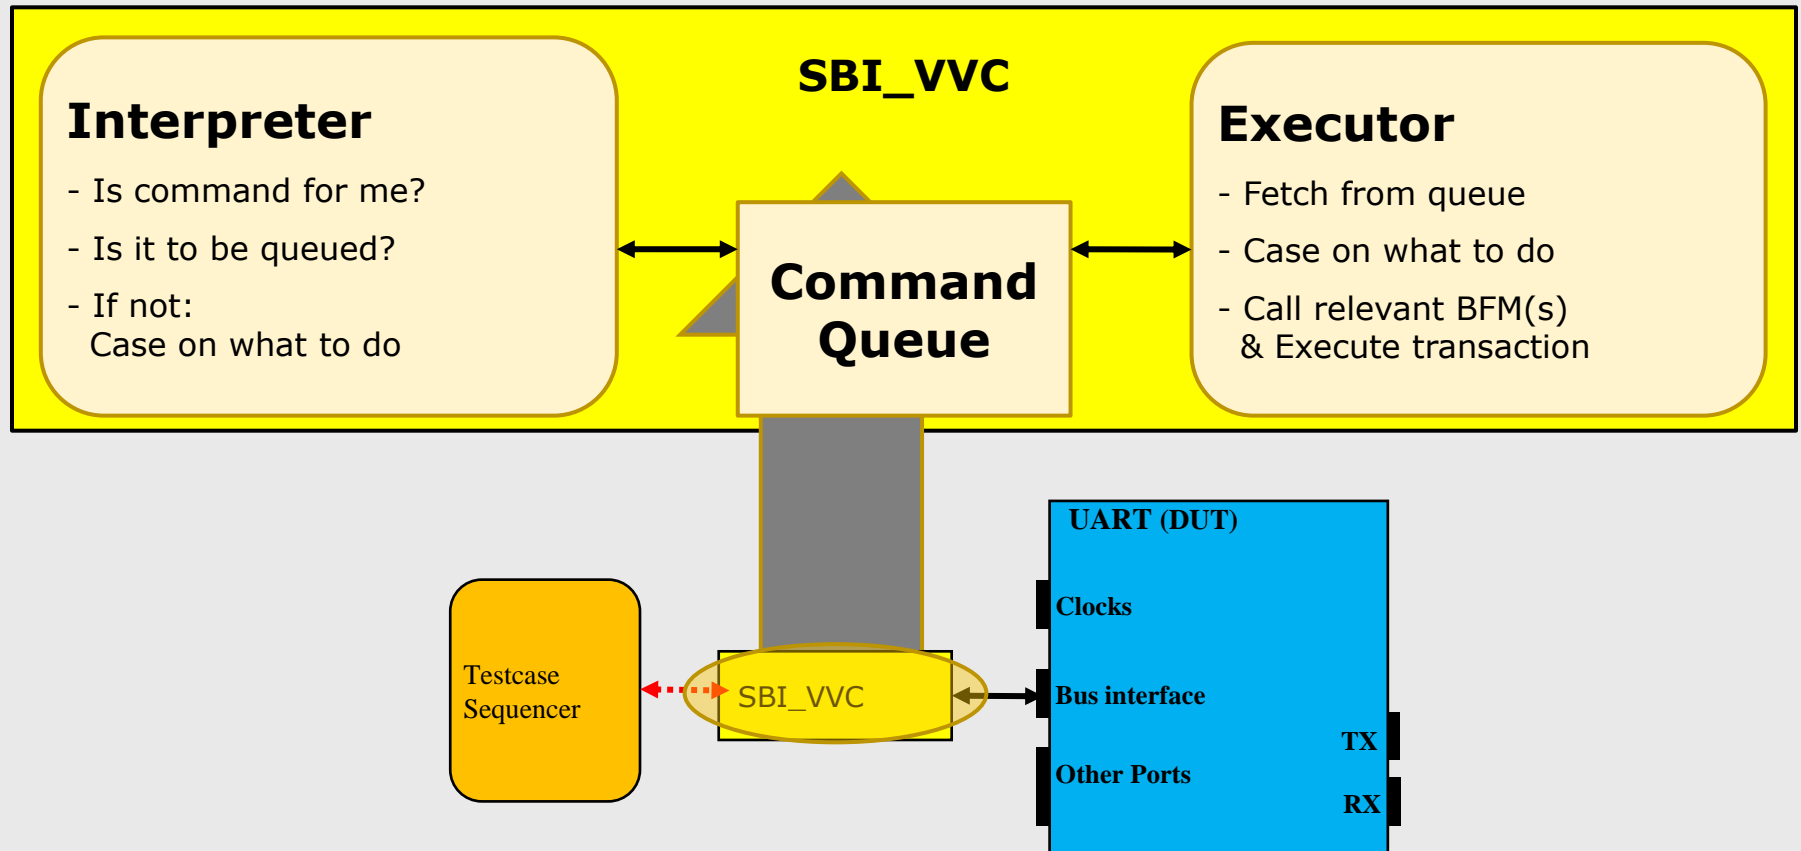 SBI_VVC
Interpreter
- Is command for me?
- Is it to be queued?
- If not:
Case on what to do
Command
Queue
Executor
- Fetch from queue
- Case on what to do
- Call relevant BFM(s)
& Execute transaction
Testcase
Sequencer
SBI_VVC
UART (DUT)
Clocks
Bus interface
Other Ports
TX
RX